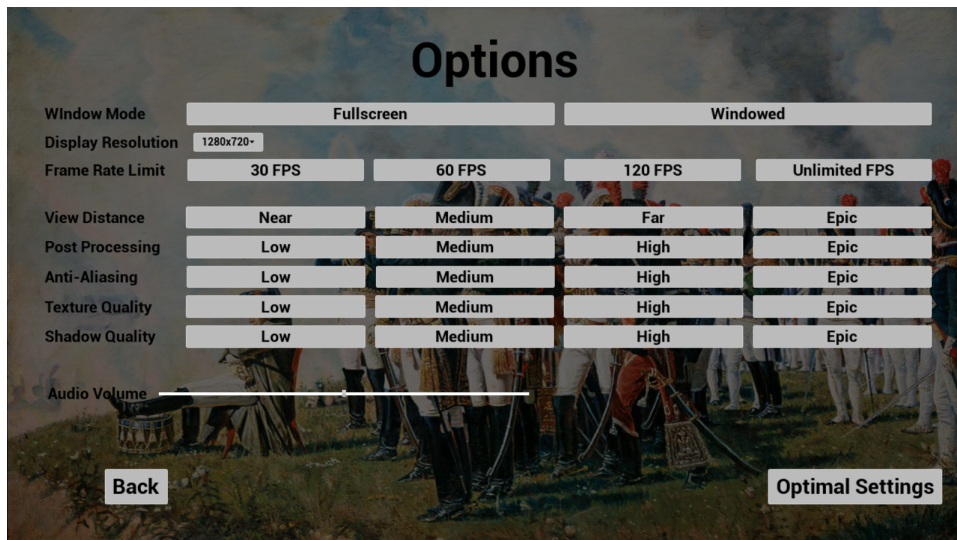 Options
WIndow Mode Fullscreen Windowed
Display Resolution 1280x720
Frame Rate Limit 30 FPS 60 FPS 120 FPS Unlimited FPS
View Distance Near Medium Far Epic
Post Processing Low Medium High Epic
Anti-Aliasing Low Medium High Epic
Texture Quality Low Medium High Epic
Shadow Quality Low Medium High Epic
Audio Volume
Back Optimal Settings